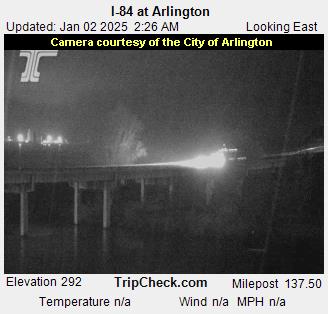 I-84 at Arlington
Updated: Jan 02 2025 2:26 AM Looking East
Camera courtesy of the City of Arlington
Elevation 292 TripCheck.com Milepost 137.50
Temperature n/a Wind n/a MPH n/a